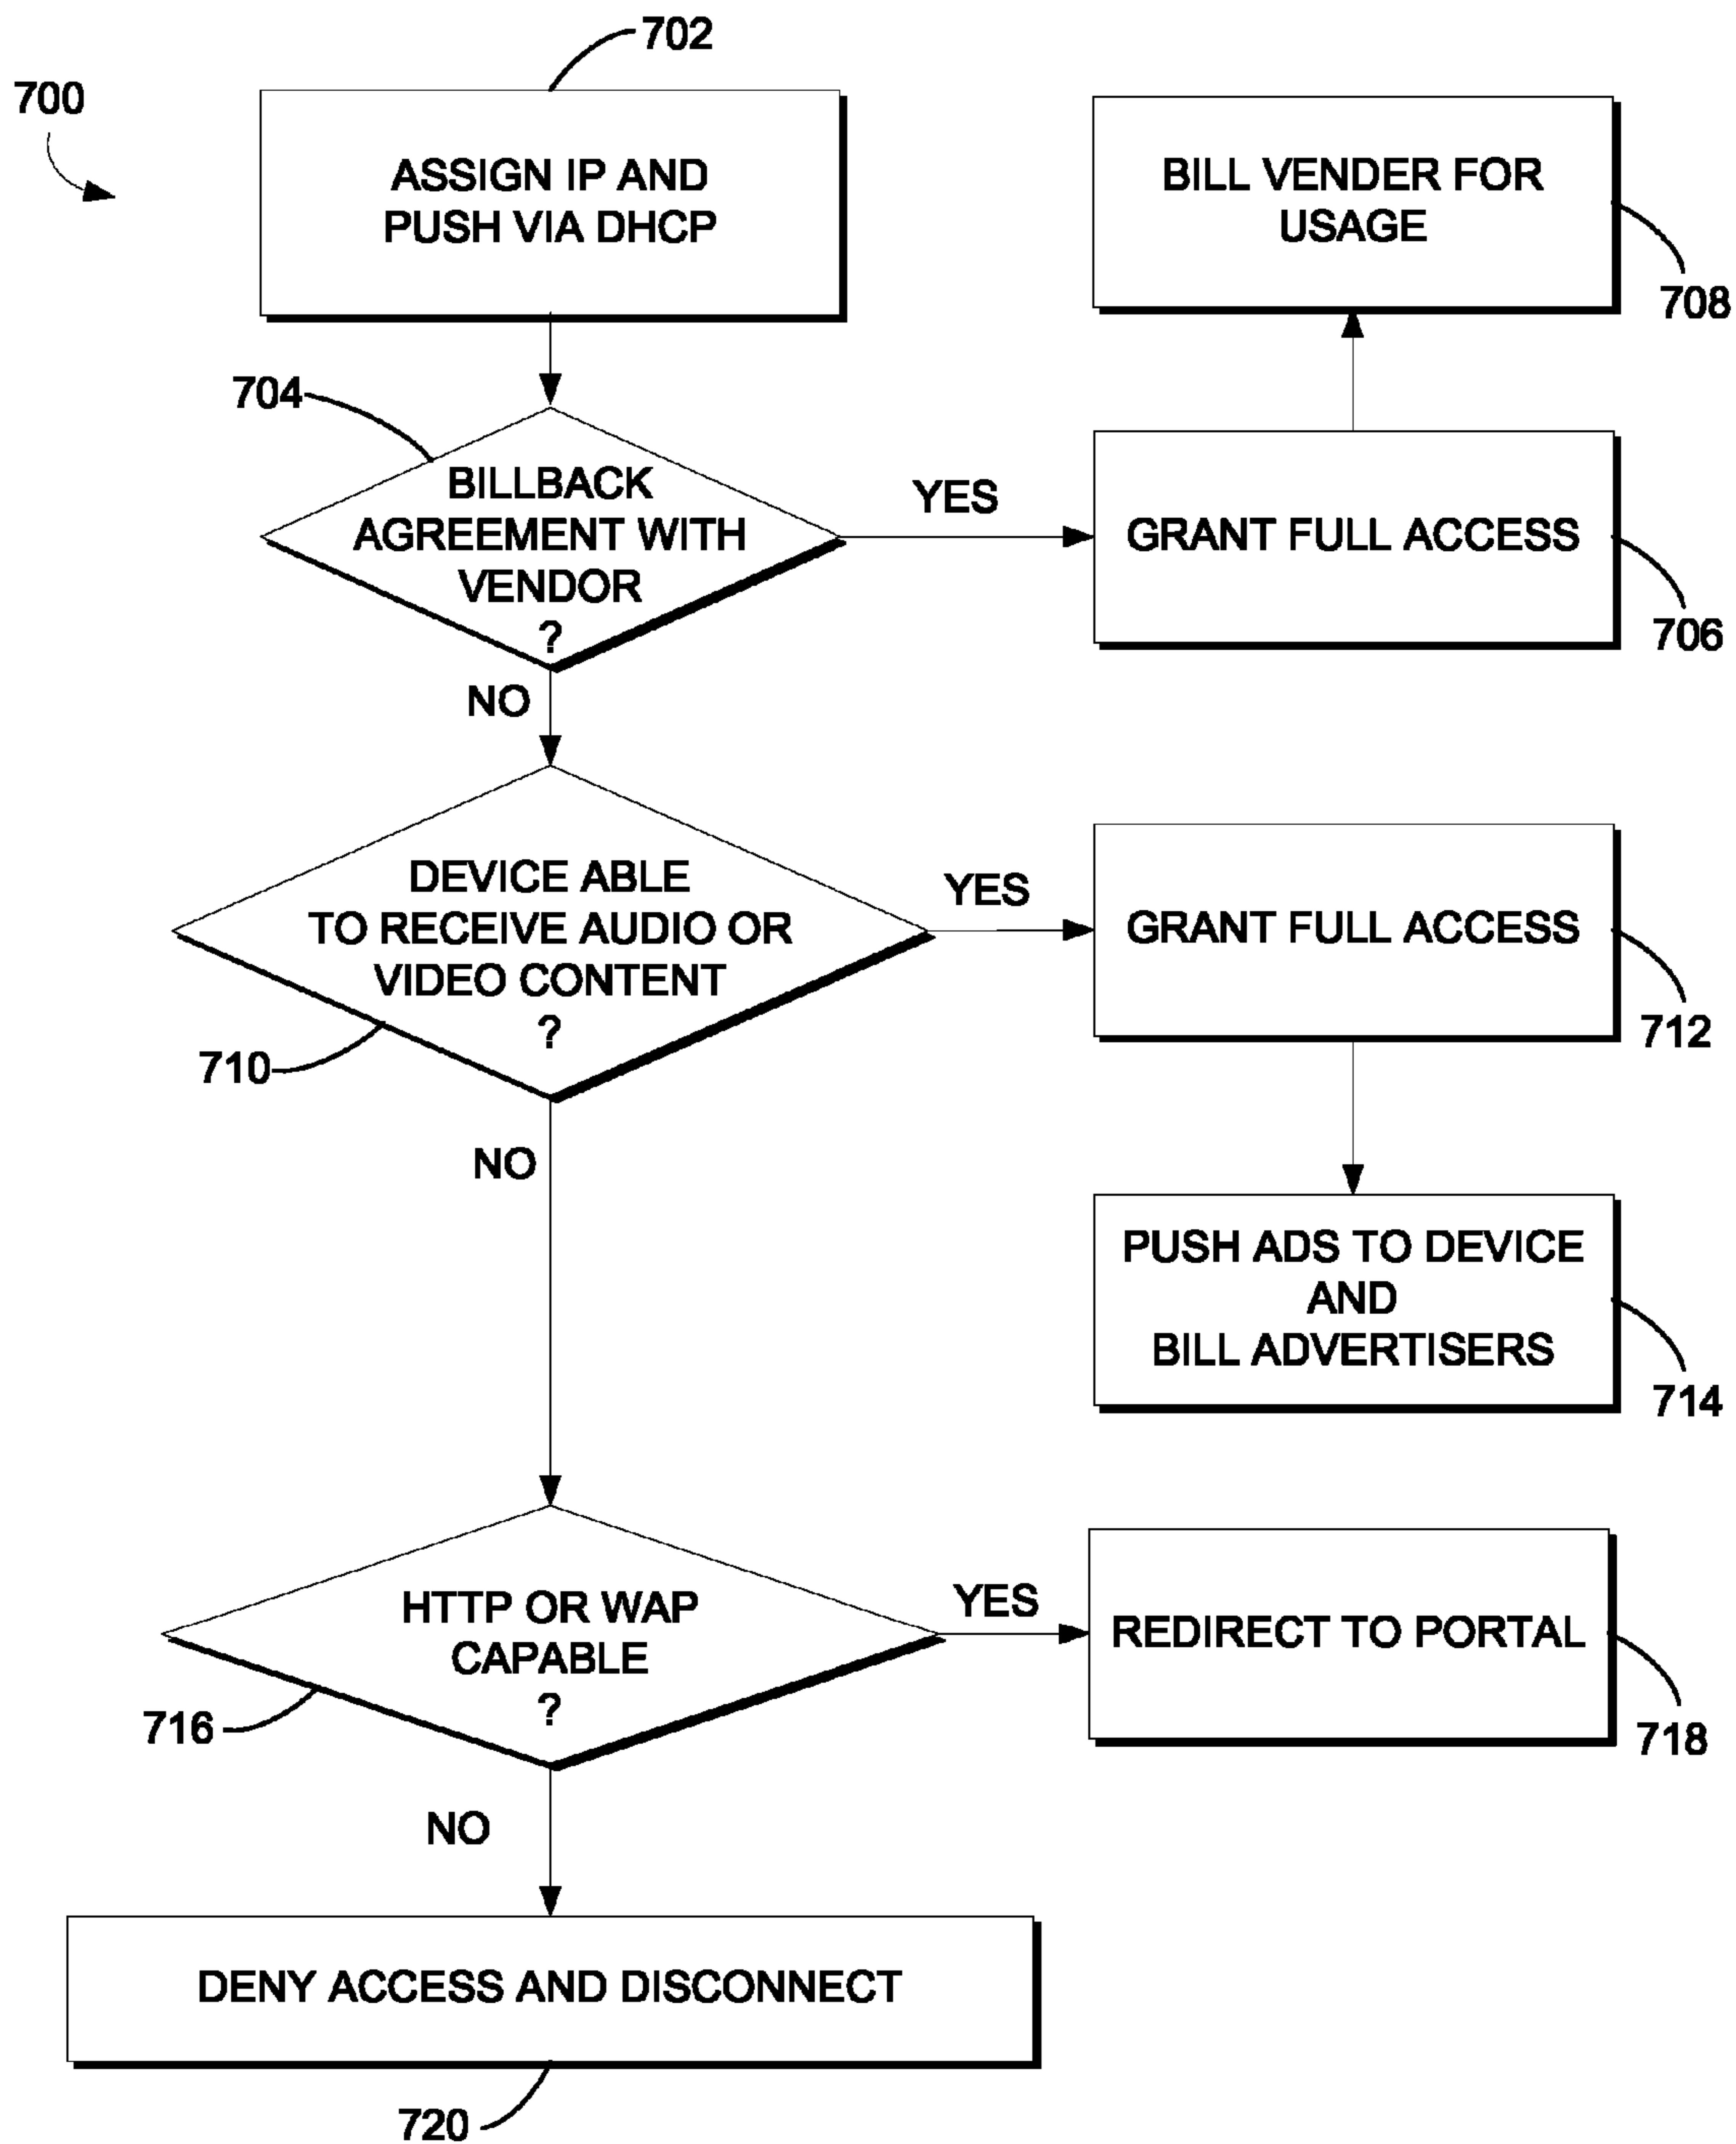 702
700
ASSIGN IP AND
PUSH VIA DHCP
BILL VENDER FOR
USAGE
708
704
BILLBACK
AGREEMENT WITH
VENDOR
?
YES
GRANT FULL ACCESS
706
NO
DEVICE ABLE
TO RECEIVE AUDIO OR
VIDEO CONTENT
?
YES
GRANT FULL ACCESS
712
710
NO
PUSH ADS TO DEVICE
AND
BILL ADVERTISERS
714
HTTP OR WAP
CAPABLE
?
YES
REDIRECT TO PORTAL
718
716
NO
DENY ACCESS AND DISCONNECT
720